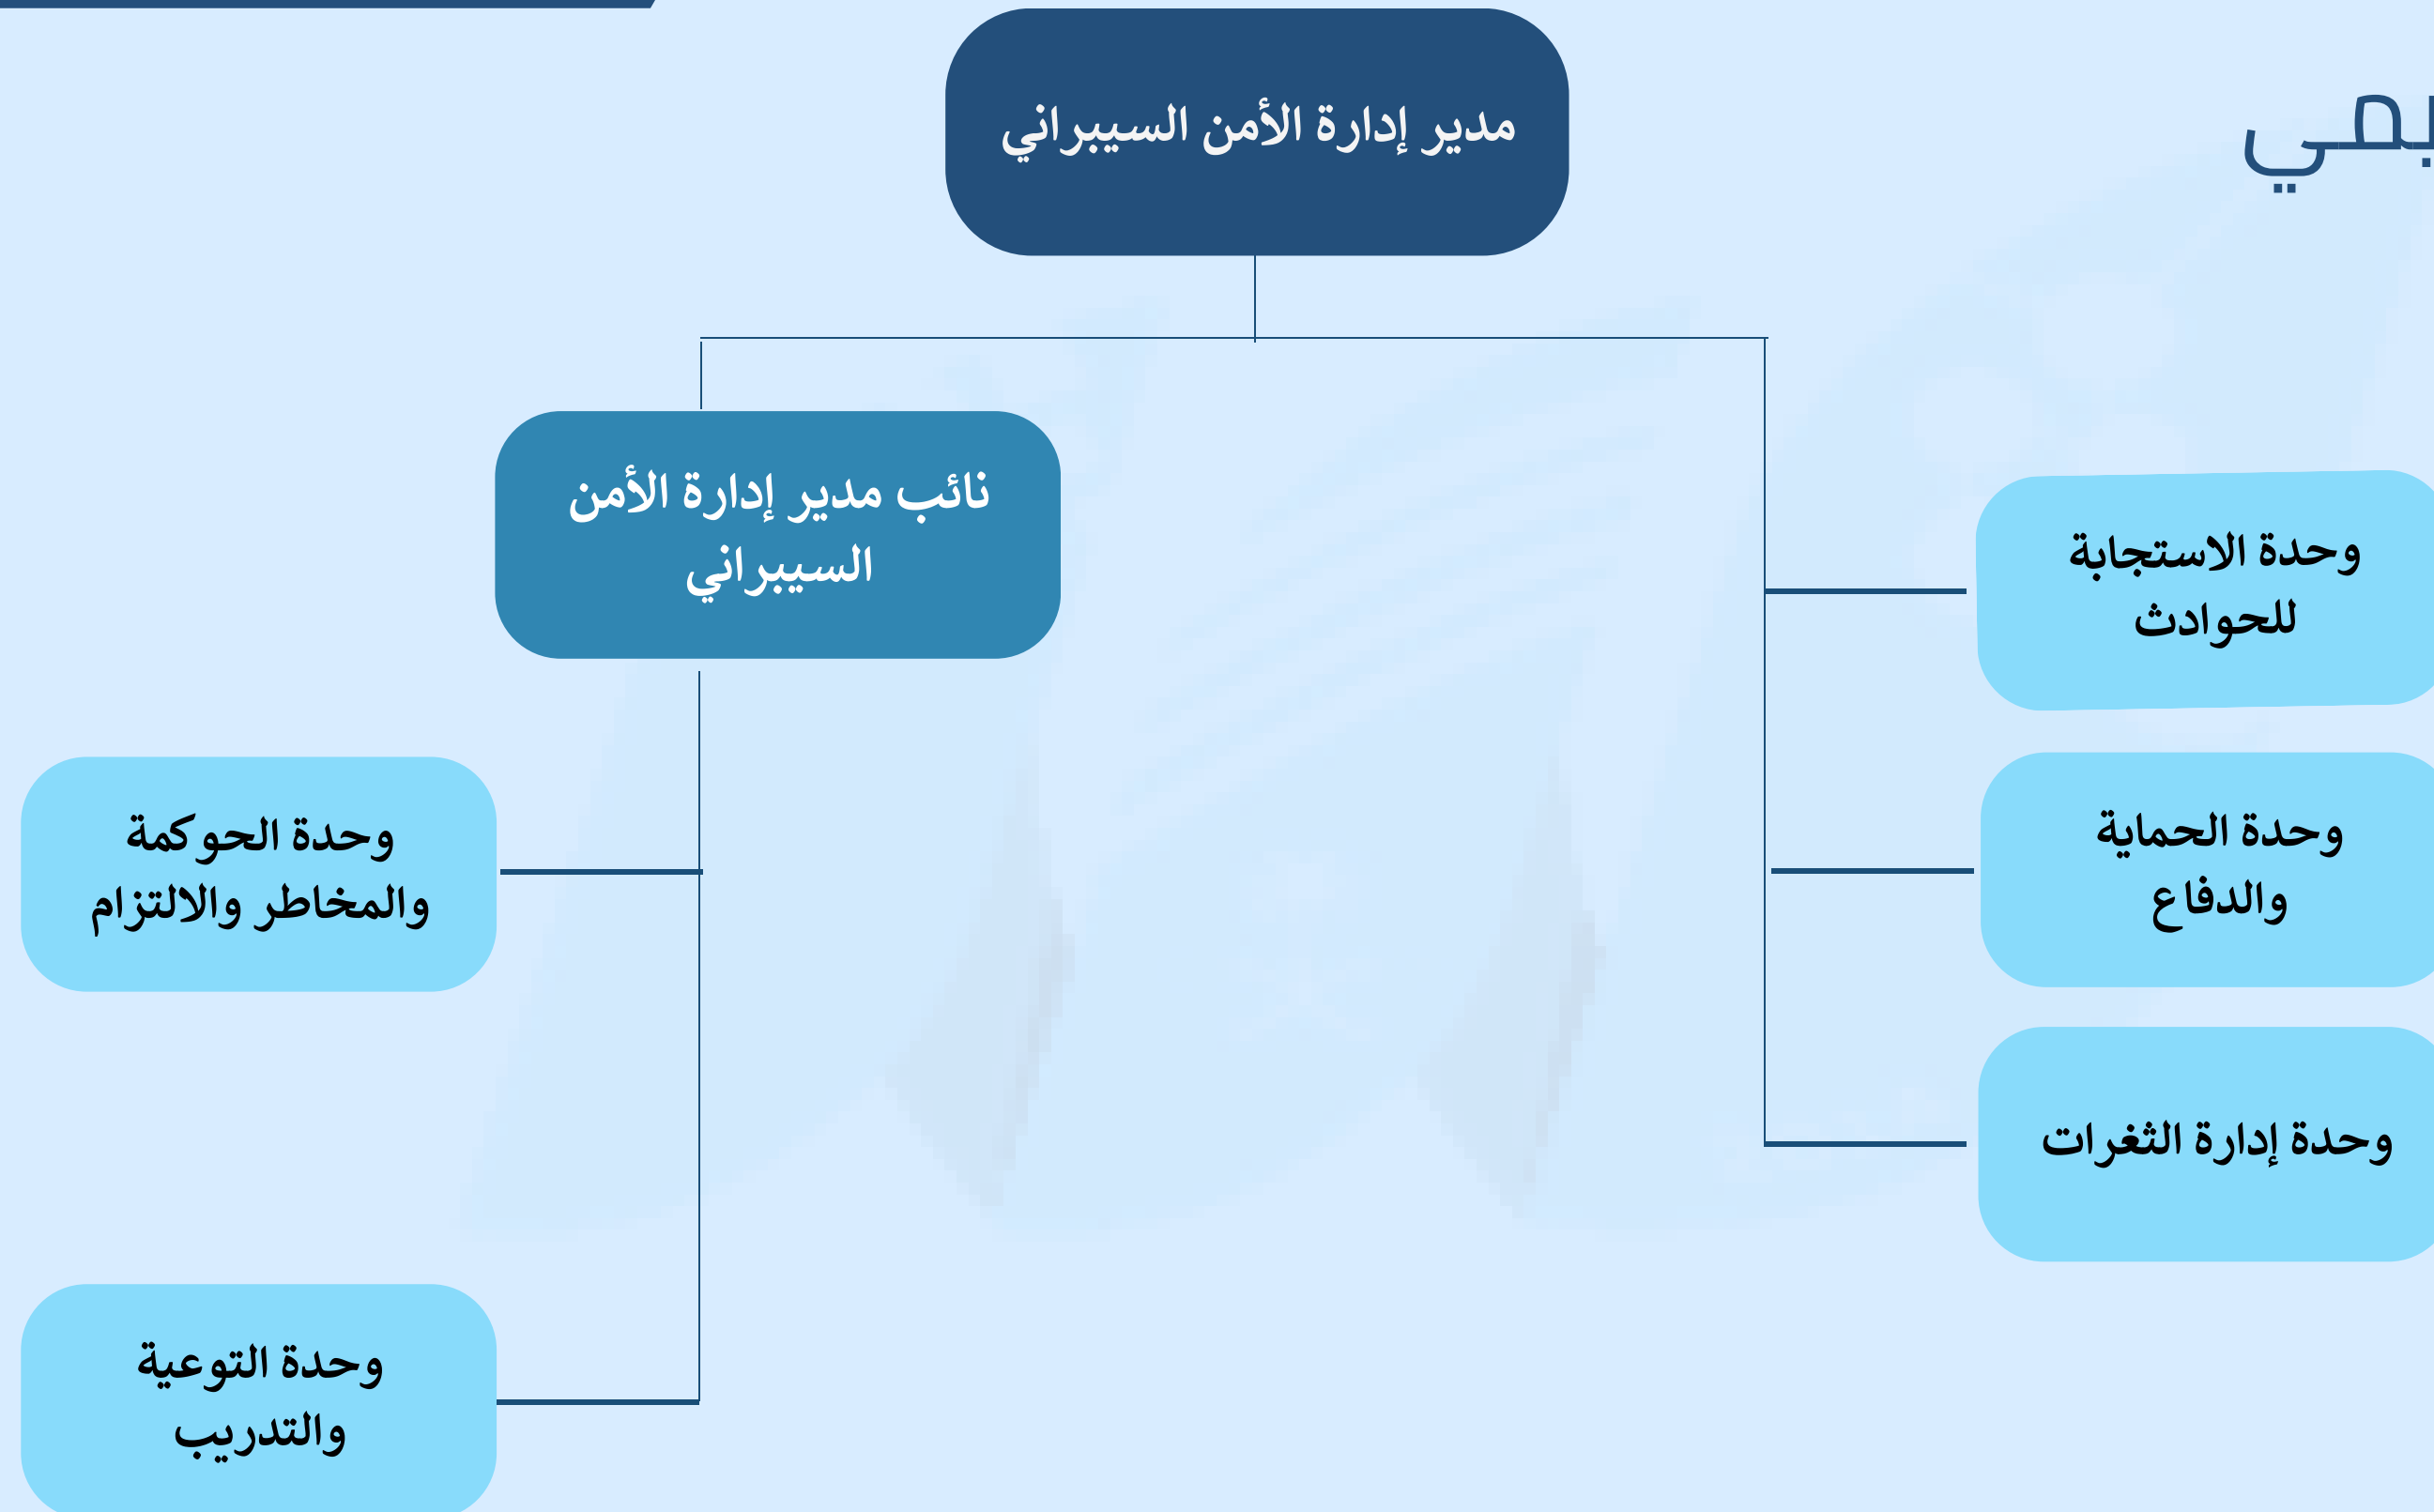 مدير إدارة الأمن السيبراني
نائب مدير إدارة الأمن
السيبراني
وحدة الاستجابة
للحوادث
وحدة الحماية
والدفاع
وحدة إدارة الثغرات
وحدة الحوكمة
والمخاطر والالتزام
وحدة التوعية
والتدريب